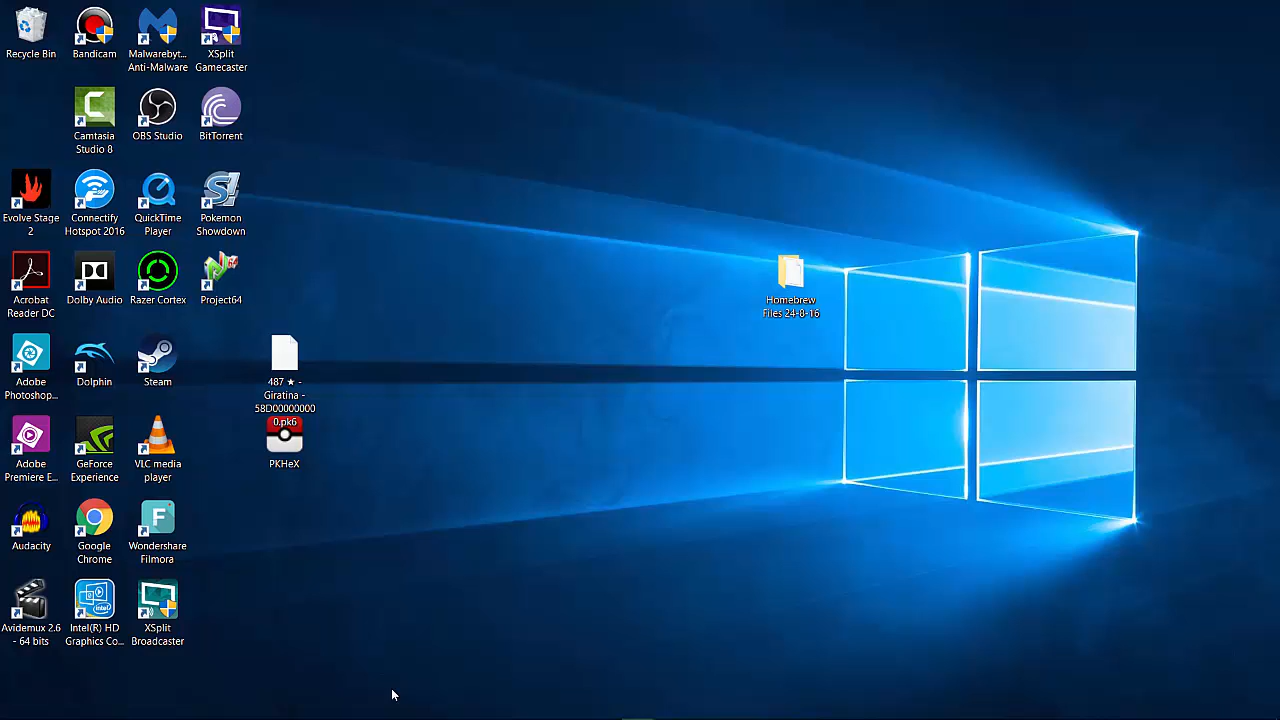 Recycle Bin
Bandicam
Malwarebyt...
Anti-Malware
XSplit
Gamecaster
Camtasia
Studio 8
OBS Studio
BitTorrent
Evolve Stage
2
Connectify
Hotspot 2016
QuickTime
Player
Pokemon
Showdown
Acrobat
Reader DC
Dolby Audio
Razer Cortex
Project64
Homebrew
Files 24-8-16
Adobe
Photoshop...
Dolphin
Steam
487 ★ -
Giratina -
58D00000000
0.pk6
Adobe
Premiere E...
GeForce
Experience
VLC media
player
PKHeX
Audacity
Google
Chrome
Wondershare
Filmora
Avidemux 2.6
- 64 bits
Intel(R) HD
Graphics Co...
XSplit
Broadcaster